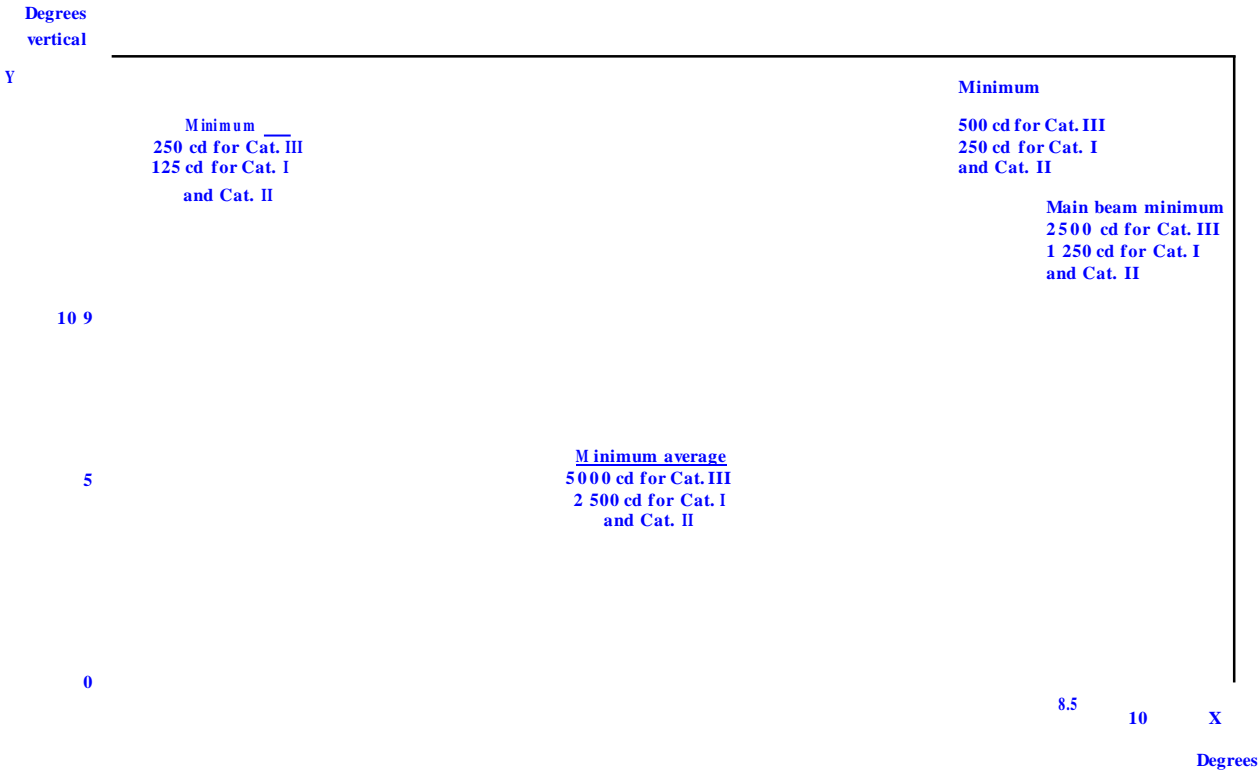 Degrees
vertical
Y
Minimum
500 cd for Cat. III
250 cd for Cat. I
and Cat. II
Minimum
250 cd for Cat. III
125 cd for Cat. I
and Cat. II
Main beam minimum
2500 cd for Cat. III
1 250 cd for Cat. I
and Cat. II
10 9
Minimum average
5000 cd for Cat. III
2 500 cd for Cat. I
and Cat. II
5
0
8.5
10
X
Degrees